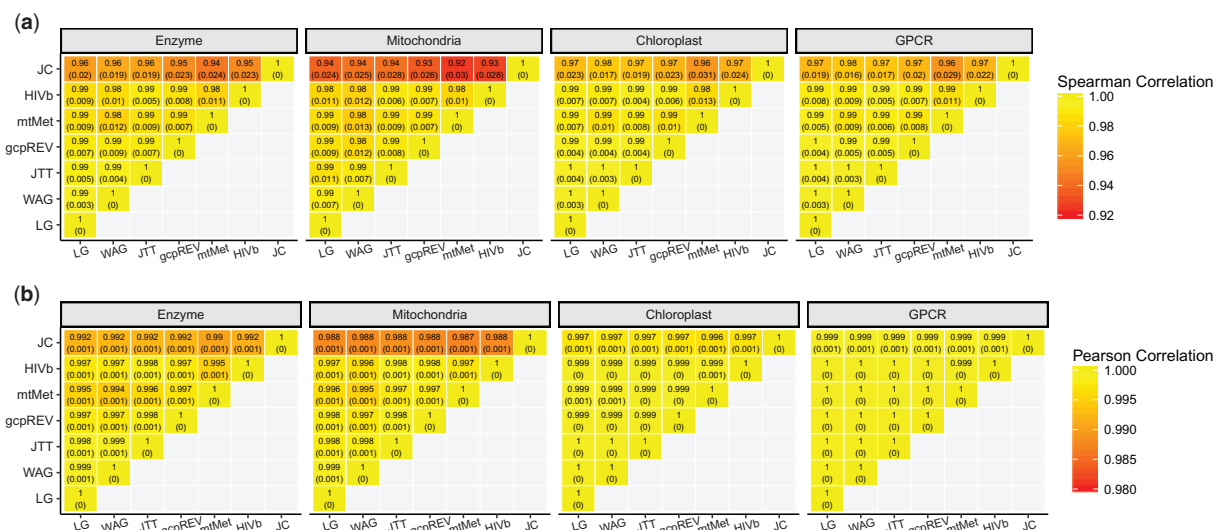 (a)
Enzyme Mitochondria Chloroplast GPCR
JC 0.96 0.96 0.96 0.95 0.94 0.95 1 0.94 0.94 0.94 0.93 0.92 0.93 1 0.97 0.98 0.97 0.97 0.96 0.97 1 0.97 0.98 0.97 0.97 0.96 0.97 1
(0.02) (0.019) (0.019) (0.023) (0.024) (0.023) (0) (0.024) (0.025) (0.028) (0.026) (0.03) (0.028) (0) (0.023) (0.017) (0.019) (0.023) (0.031) (0.024) (0) (0.019) (0.016) (0.017) (0.02) (0.029) (0.022) (0)
HIVb 0.99 0.98 0.99 0.99 0.98 1 0.98 0.98 0.99 0.99 0.98 1 0.99 0.99 0.99 0.99 0.98 1 0.99 0.99 0.99 0.99 0.99 1
(0.009) (0.01) (0.005) (0.008) (0.011) (0) (0.011) (0.012) (0.006) (0.007) (0.01) (0) (0.007) (0.007) (0.004) (0.006) (0.013) (0) (0.008) (0.009) (0.005) (0.007) (0.011) (0)
mtMet 0.99 0.98 0.99 0.99 1 0.99 0.98 0.99 0.99 1 0.99 0.99 0.99 0.99 1 0.99 0.99 0.99 0.99 1
(0.009) (0.012) (0.009) (0.007) (0) (0.009) (0.013) (0.009) (0.007) (0) (0.007) (0.01) (0.008) (0.01) (0) (0.005) (0.009) (0.006) (0.008) (0)
gcpREV 0.99 0.99 0.99 1 0.99 0.98 0.99 1 0.99 0.99 0.99 1 1 0.99 0.99 1
(0.007) (0.009) (0.007) (0) (0.009) (0.012) (0.008) (0) (0.004) (0.004) (0.004) (0) (0.004) (0.005) (0.005) (0)
JTT 0.99 0.99 1 0.99 0.99 1 1 1 1 1 1 1
(0.005) (0.004) (0) (0.011) (0.007) (0) (0.004) (0.003) (0) (0.004) (0.003) (0)
WAG 0.99 1 0.99 1 1 1 1 1
(0.003) (0) (0.007) (0) (0.003) (0) (0.003) (0)
LG 1 1 1 1
(0) (0) (0) (0)
LG WAG JTT gcpREV mtMet HIVb JC LG WAG JTT gcpREV mtMet HIVb JC LG WAG JTT gcpREV mtMet HIVb JC LG WAG JTT gcpREV mtMet HIVb JC
Spearman Correlation
1.00
0.98
0.96
0.94
0.92
(b)
Enzyme Mitochondria Chloroplast GPCR
JC 0.992 0.992 0.992 0.992 0.99 0.992 1 0.988 0.988 0.988 0.988 0.987 0.988 1 0.997 0.997 0.997 0.997 0.996 0.997 1 0.999 0.999 0.999 0.999 0.999 0.999 1
(0.001) (0.001) (0.001) (0.001) (0.001) (0.001) (0) (0.001) (0.001) (0.001) (0.001) (0.001) (0.001) (0) (0.001) (0.001) (0.001) (0.001) (0.001) (0.001) (0) (0.001) (0.001) (0.001) (0.001) (0.001) (0.001) (0)
HIVb 0.997 0.997 0.998 0.997 0.995 1 0.997 0.996 0.998 0.997 0.997 1 0.999 0.999 0.999 0.999 0.999 1 1 1 1 1 0.999 1
(0.001) (0.001) (0.001) (0.001) (0.001) (0) (0.001) (0.001) (0.001) (0.001) (0.001) (0) (0) (0) (0) (0) (0.001) (0) (0) (0) (0) (0) (0) (0)
mtMet 0.995 0.994 0.996 0.997 1 0.996 0.995 0.997 0.997 1 0.999 0.999 0.999 0.999 1 1 1 1 1 1
(0.001) (0.001) (0.001) (0.001) (0) (0.001) (0.001) (0.001) (0.001) (0) (0.001) (0.001) (0) (0) (0) (0) (0) (0) (0) (0)
gcpREV 0.997 0.997 0.998 1 0.998 0.997 0.998 1 0.999 0.999 0.999 1 1 1 1 1
(0.001) (0.001) (0.001) (0) (0.001) (0.001) (0.001) (0) (0) (0) (0) (0) (0) (0) (0) (0)
JTT 0.998 0.999 1 0.998 0.998 1 1 1 1 1 1 1
(0.001) (0.001) (0) (0.001) (0.001) (0) (0) (0) (0) (0) (0) (0)
WAG 0.999 1 0.999 1 1 1 1 1
(0.001) (0) (0.001) (0) (0) (0) (0) (0)
LG 1 1 1 1
(0) (0) (0) (0)
LG WAG JTT gcpREV mtMet HIVb JC LG WAG JTT gcpREV mtMet HIVb JC LG WAG JTT gcpREV mtMet HIVb JC LG WAG JTT gcpREV mtMet HIVb JC
Pearson Correlation
1.000
0.995
0.990
0.985
0.980